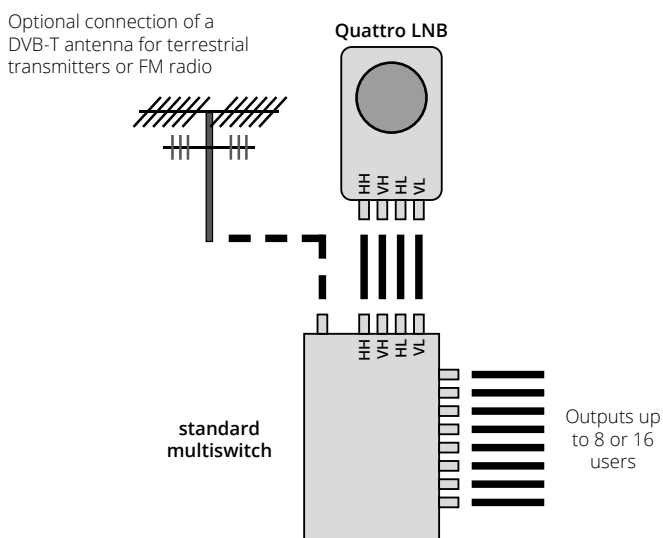 Optional connection of a
DVB-T antenna for terrestrial
transmitters or FM radio
Quattro LNB
HH
VH
HL
VL
HH
VH
HL
VL
standard
multiswitch
Outputs up
to 8 or 16
users